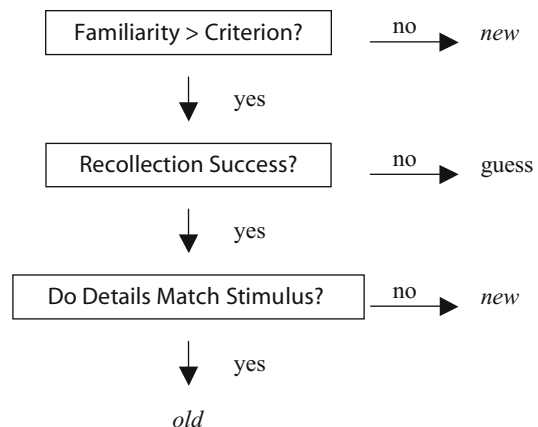 Familiarity > Criterion?
no
new
yes
Recollection Success?
no
guess
yes
Do Details Match Stimulus?
no
new
yes
old